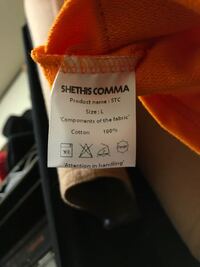 SHETHIS COMMA
Product name : STC
Size : L
'Components of the fabric'
Cotton 100%
'Attention in handling'